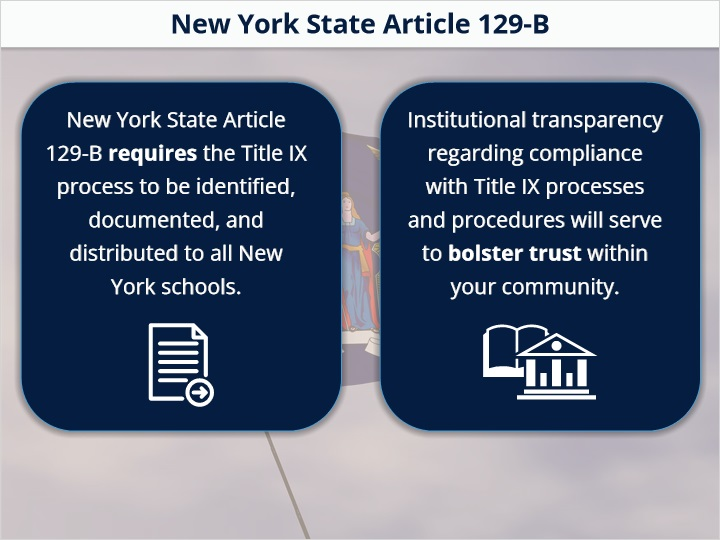 New York State Article 129-B
New York State Article
129-B requires the Title IX
process to be identified,
documented, and
distributed to all New
York schools.
Institutional transparency
regarding compliance
with Title IX processes
and procedures will serve
to bolster trust within
your community.